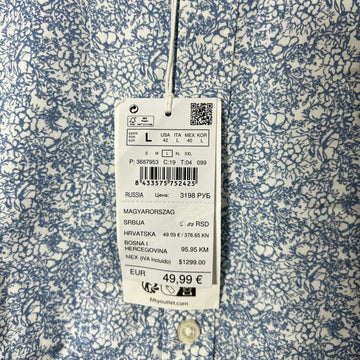 L
USA ITA MEX KOR
42 L 40 L
S M L XL XXL
P: 3687953 C:19 T:04 099
8 433575 752425
RUSSIA Цена: 3198 РУБ
MAGYARORSZAG
SRBIJA RSD
HRVATSKA 49.99 € / 376.65 KN
BOSNA I
HERCEGOVINA 95.95 KM
MEX (IVA Incluido) $1299.00
EUR 49,99 €
fiftyoutlet.com